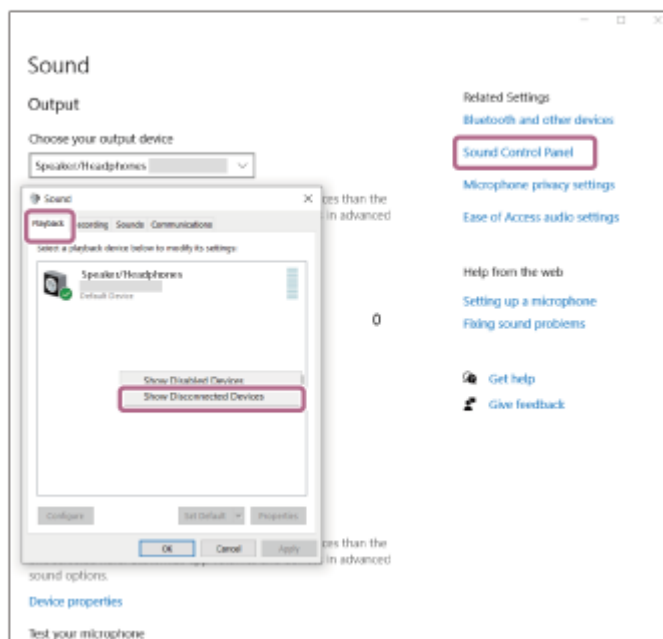 Sound
Output
Choose your output device
Speaker/Headphones
Related Settings
Bluetooth and other devices
Sound Control Panel
Microphone privacy settings
Ease of Access audio settings
Help from the web
Setting up a microphone
Fixing sound problems
Get help
Give feedback
Sound
Playback
Recording Sounds Communications
Select a playback device below to modify its settings:
Speaker/Headphones
Default Device
Show Disabled Devices
Show Disconnected Devices
Configure Set Default Properties
OK Cancel Apply
than the
in advanced
0
than the
in advanced
sound options.
Device properties
Test your microphone